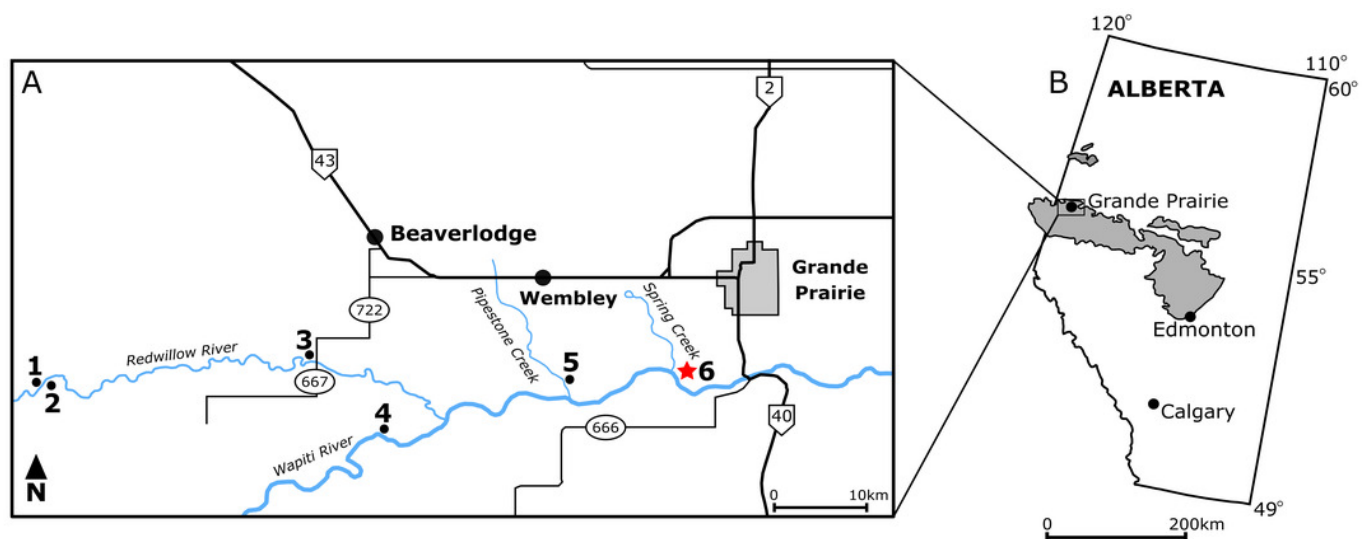 A
2
43
Beaverlodge
Grande
Prairie
Wembley
722
Pipestone Creek
Spring Creek
Redwillow River
3
1
2
667
5
6
4
666
40
Wapiti River
N
0 10km
120°
110°
60°
B
ALBERTA
Grande Prairie
55°
Edmonton
Calgary
49°
0 200km